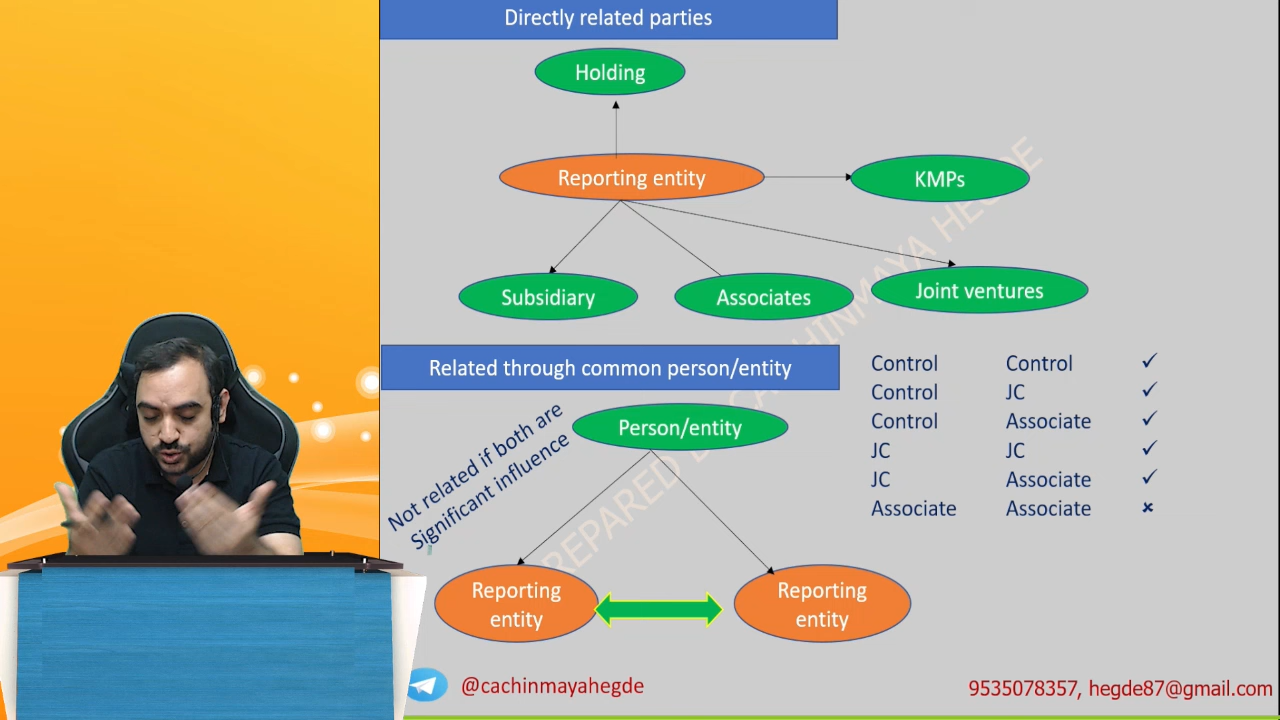 Directly related parties
Holding
Reporting entity
KMPs
Subsidiary
Associates
Joint ventures
Related through common person/entity
Control Control ✓
Control JC ✓
Control Associate ✓
JC JC ✓
JC Associate ✓
Associate Associate ×
Person/entity
Not related if both are
Significant influence
Reporting
entity
Reporting
entity
@cachinmayahegde
9535078357, hegde87@gmail.com